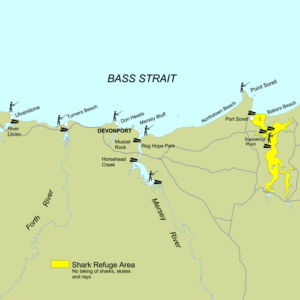 BASS STRAIT
Point Sorell
Ulverstone
Turners Beach
Don Heads
Mersey Bluff
Northdown Beach
Bakers Beach
River
Leven
DEVONPORT
Port Sorell
Mussel
Rock
Reg Hope Park
Squeaking
Point
Horsehead
Creek
Forth River
Mersey River
Shark Refuge Area
No taking of sharks, skates
and rays